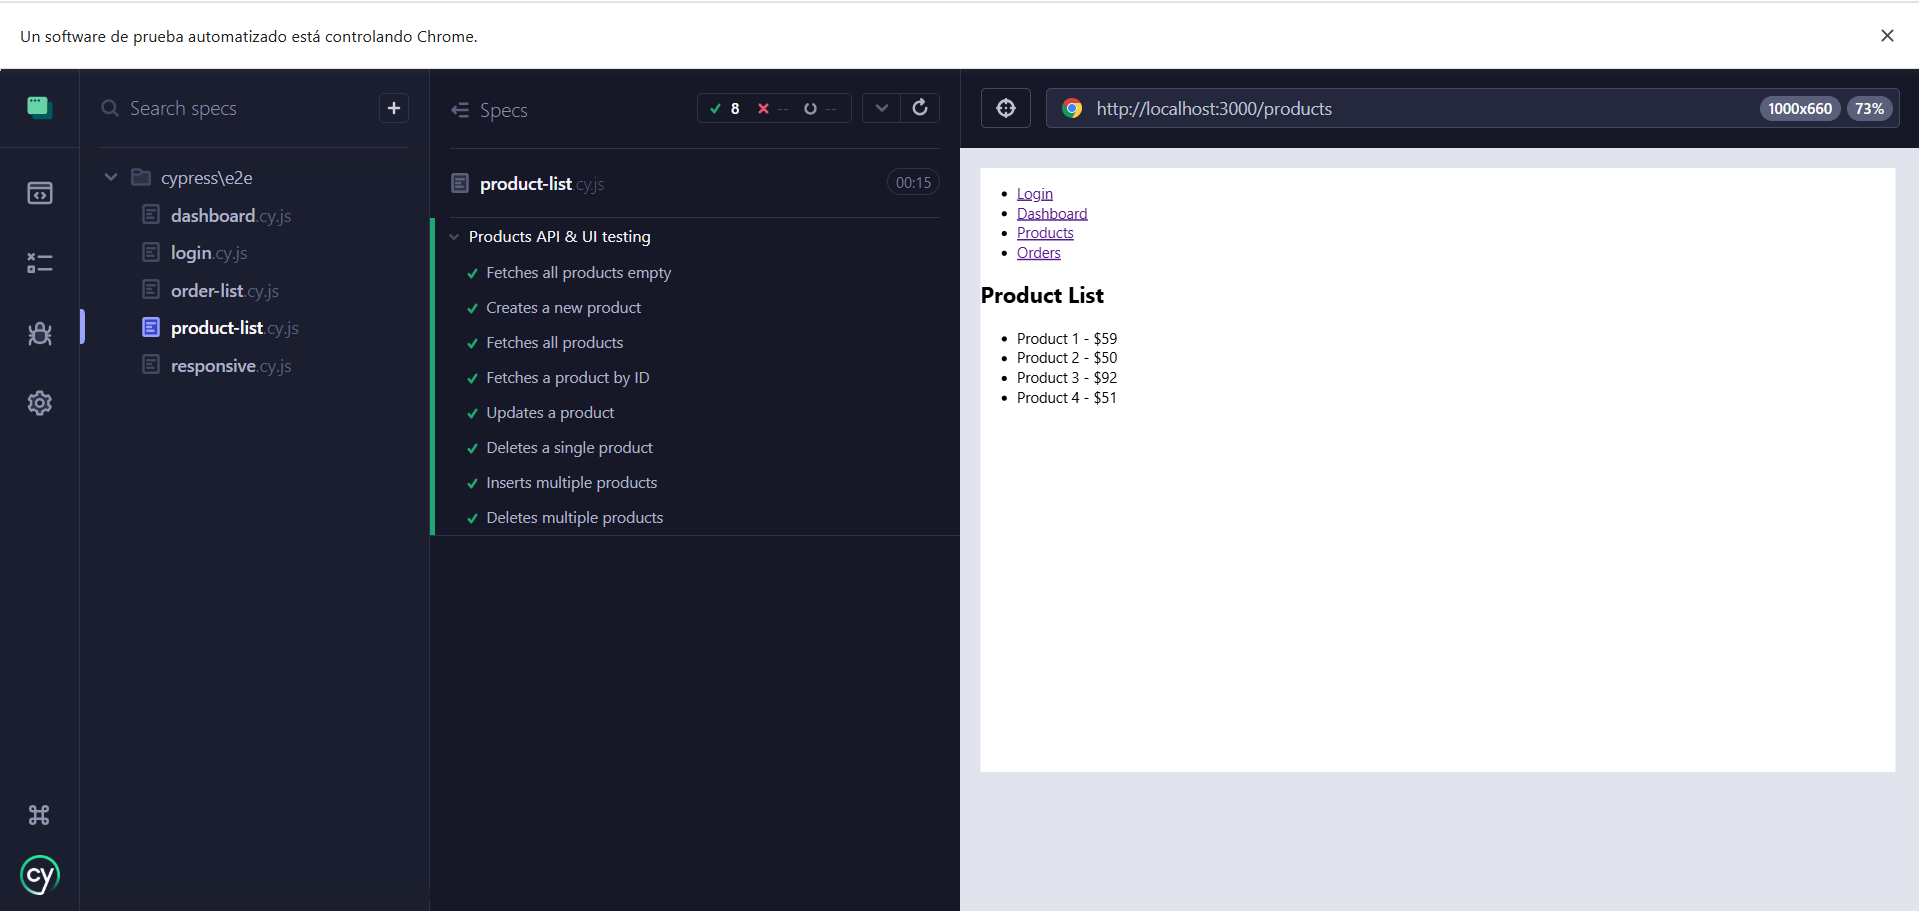 Un software de prueba automatizado está controlando Chrome.
Search specs
cypress\e2e
dashboard.cy.js
login.cy.js
order-list.cy.js
product-list.cy.js
responsive.cy.js
cy
Specs
8 -- --
product-list.cy.js 00:15
Products API & UI testing
Fetches all products empty
Creates a new product
Fetches all products
Fetches a product by ID
Updates a product
Deletes a single product
Inserts multiple products
Deletes multiple products
http://localhost:3000/products 1000x660 73%
Login
Dashboard
Products
Orders
Product List
Product 1 - $59
Product 2 - $50
Product 3 - $92
Product 4 - $51